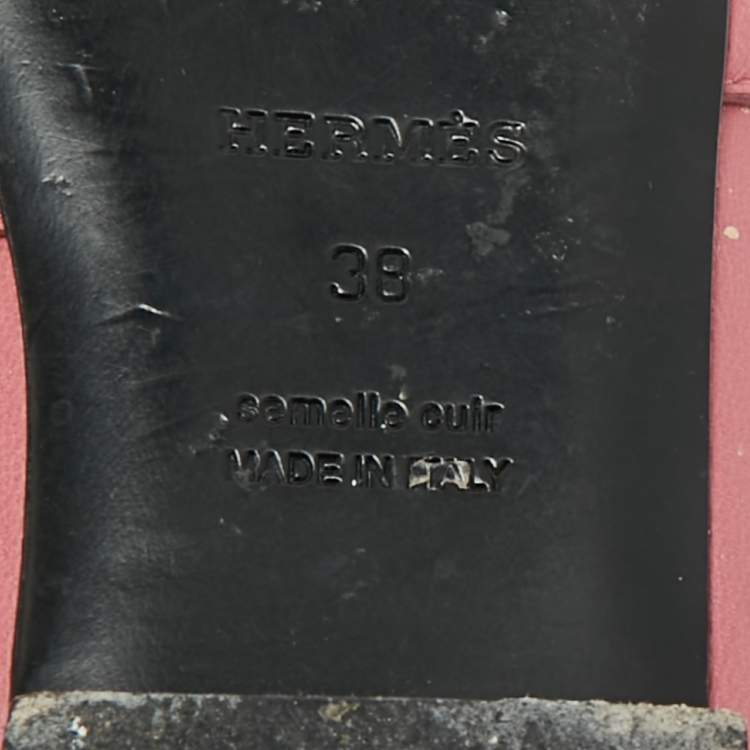 HERMÈS
38
semelle cuir
MADE IN ITALY